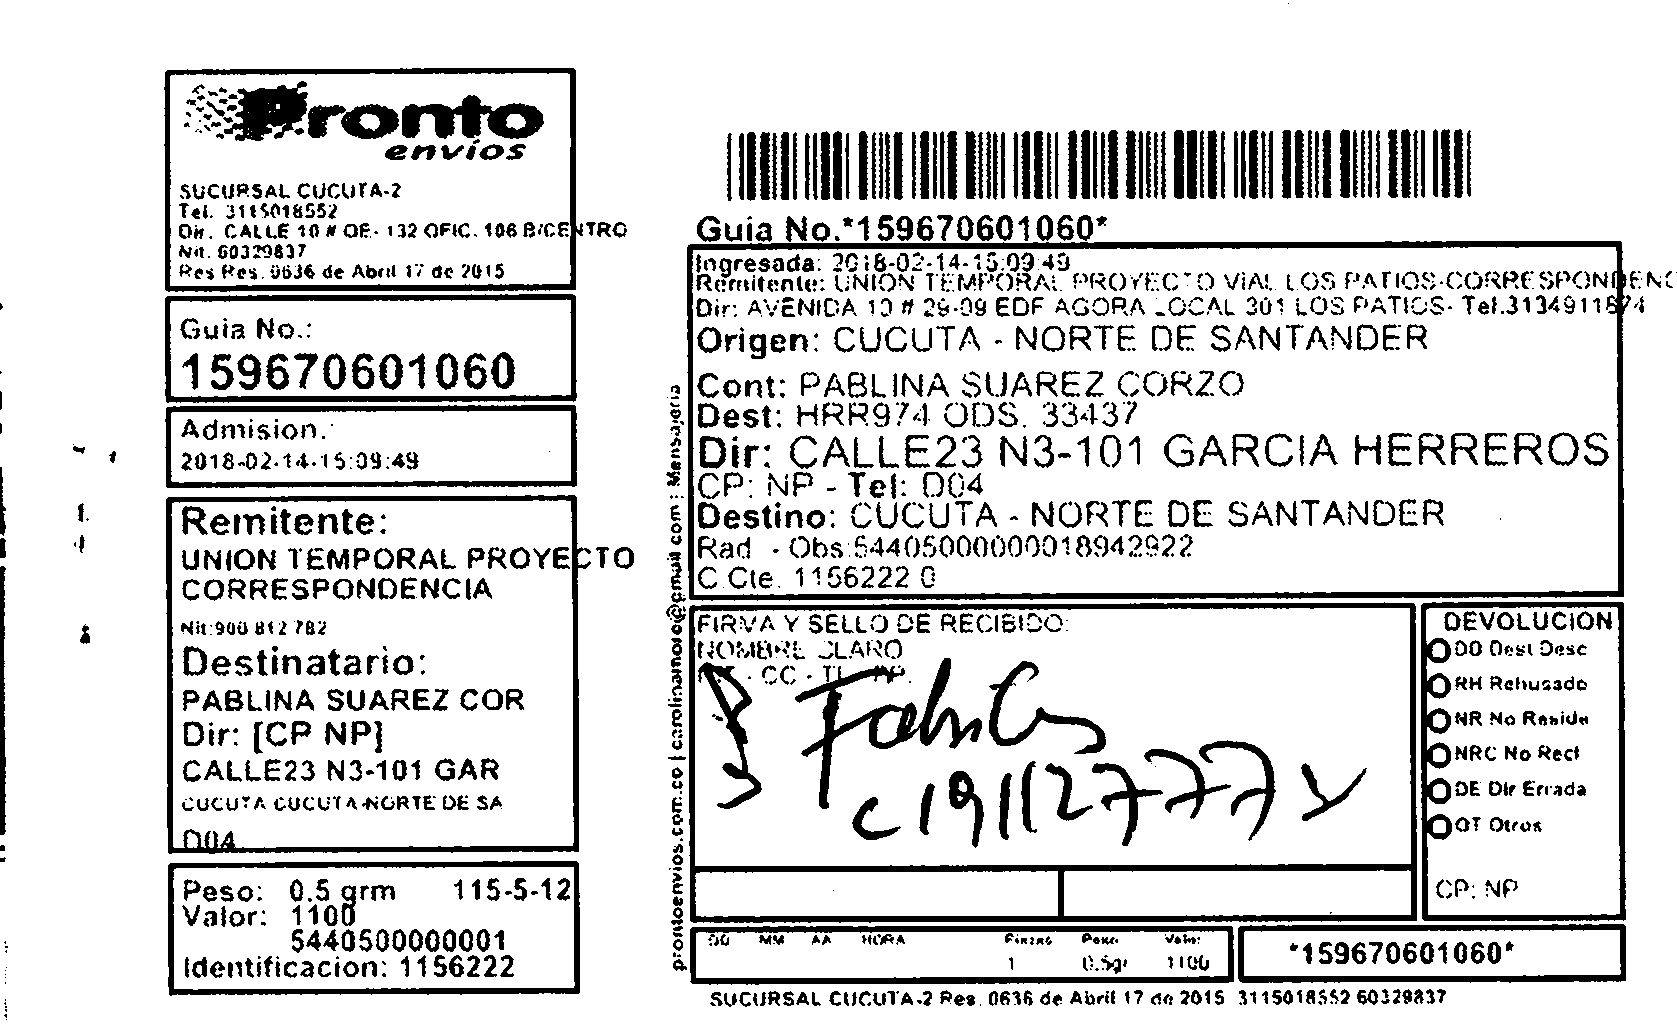 Pronto
envios
SUCURSAL CUCUTA-2
Tel. 3115018552
Dir. CALLE 10 # OE- 132 OFIC. 106 B/CENTRO
Nit. 60329837
Res Res. 0636 de Abril 17 de 2015
Guia No.:
159670601060
Admision.
2018-02-14-15:09:49
Remitente:
UNION TEMPORAL PROYECTO
CORRESPONDENCIA
Nit:900 812 782
Destinatario:
PABLINA SUAREZ COR
Dir: [CP NP]
CALLE23 N3-101 GAR
CUCUTA CUCUTA-NORTE DE SA
D04
Peso: 0.5 grm 115-5-12
Valor: 1100
5440500000001
Identificacion: 1156222
prontoenvios.com.co | carolinamore@gmail.com : Mensajeria
Guia No.*159670601060*
Ingresada: 2018-02-14-15:09:49
Remitente: UNION TEMPORAL PROYECTO VIAL LOS PATIOS-CORRESPONDENC
Dir: AVENIDA 10 # 29-09 EDF AGORA LOCAL 301 LOS PATIOS- Tel.3134911874
Origen: CUCUTA - NORTE DE SANTANDER
Cont: PABLINA SUAREZ CORZO
Dest: HRR974 ODS. 33437
Dir: CALLE23 N3-101 GARCIA HERREROS
CP: NP - Tel: D04
Destino: CUCUTA - NORTE DE SANTANDER
Rad - Obs:544050000000018942922
C.Cte. 1156222 0
FIRMA Y SELLO DE RECIBIDO:
NOMBRE CLARO
- CC - TI -
DEVOLUCION
DD Dest Desc
RH Rehusado
NR No Reside
NRC No Recl
DE Dir Errada
OT Otros
CP: NP
DD MM AA HORA Piezas Peso Valor
1 0.5gr 1100
*159670601060*
SUCURSAL CUCUTA-2 Res. 0636 de Abril 17 de 2015 3115018552 60329837